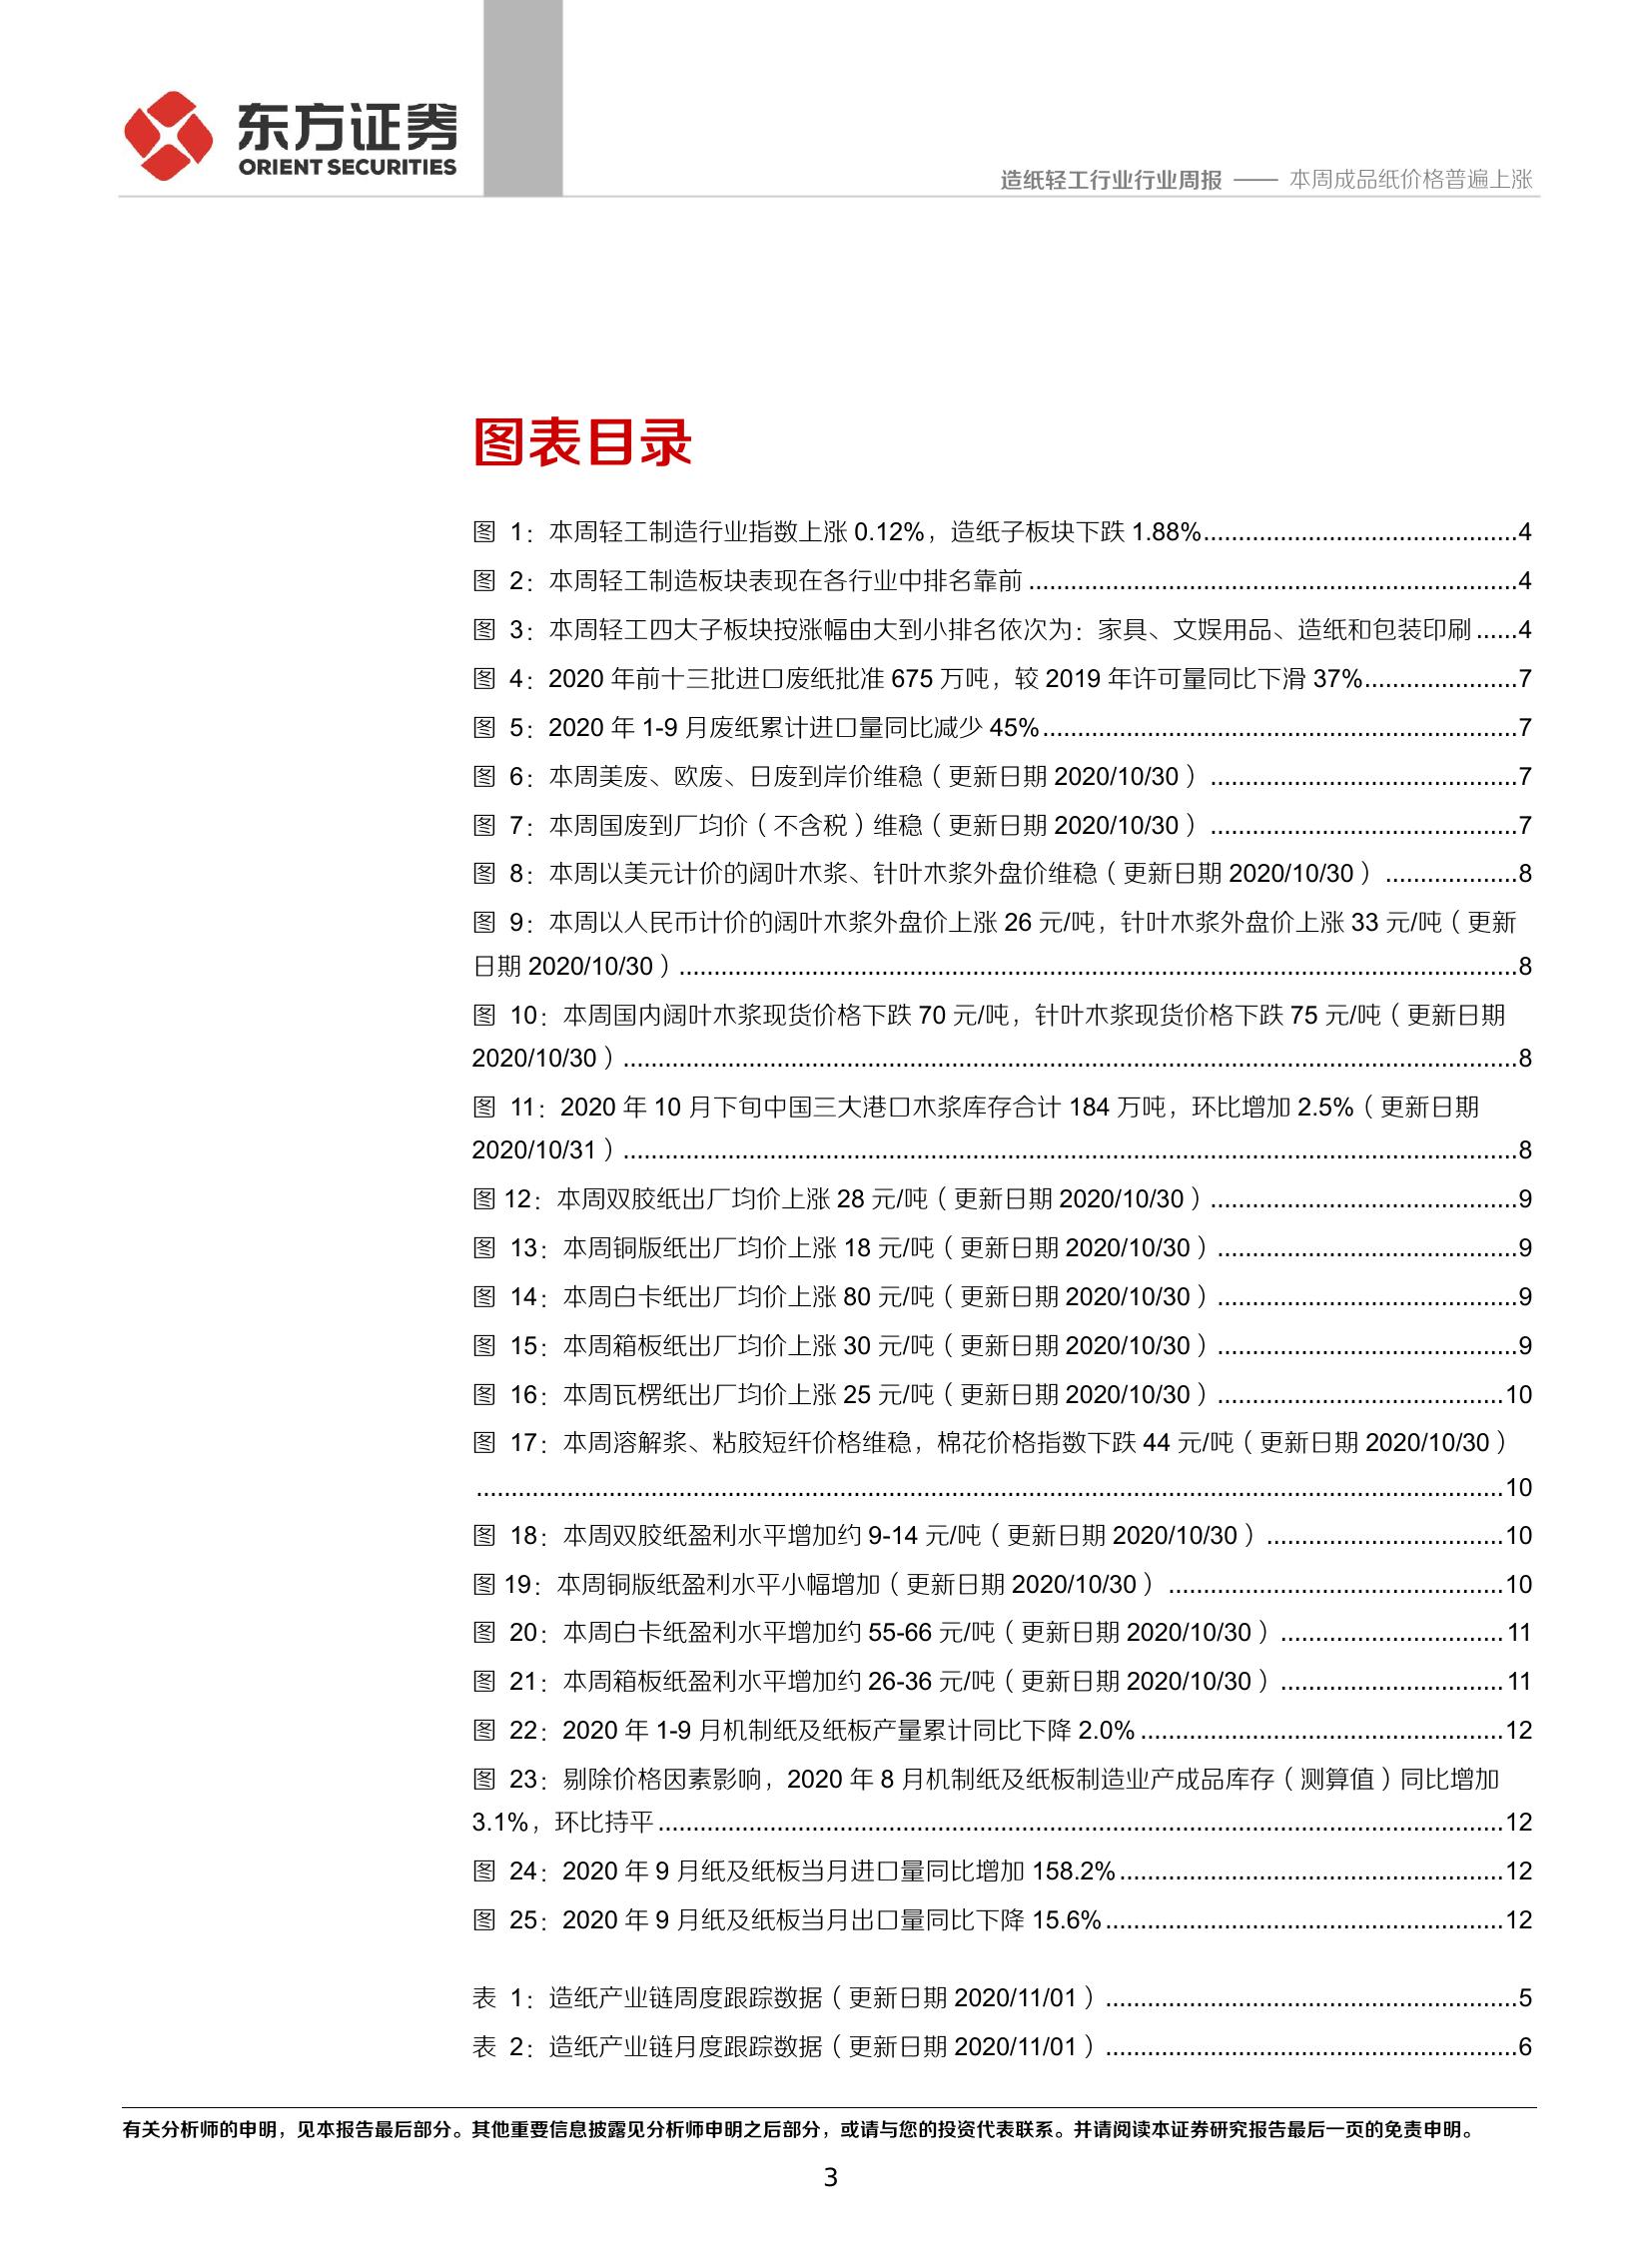 东方证券
ORIENT SECURITIES
造纸轻工行业行业周报 —— 本周成品纸价格普遍上涨
图表目录
图 1：本周轻工制造行业指数上涨 0.12%，造纸子板块下跌 1.88%..............................................4
图 2：本周轻工制造板块表现在各行业中排名靠前 ......................................................................4
图 3：本周轻工四大子板块按涨幅由大到小排名依次为：家具、文娱用品、造纸和包装印刷 ......4
图 4：2020 年前十三批进口废纸批准 675 万吨，较 2019 年许可量同比下滑 37%......................7
图 5：2020 年 1-9 月废纸累计进口量同比减少 45%....................................................................7
图 6：本周美废、欧废、日废到岸价维稳（更新日期 2020/10/30） ............................................7
图 7：本周国废到厂均价（不含税）维稳（更新日期 2020/10/30） ............................................7
图 8：本周以美元计价的阔叶木浆、针叶木浆外盘价维稳（更新日期 2020/10/30） ...................8
图 9：本周以人民币计价的阔叶木浆外盘价上涨 26 元/吨，针叶木浆外盘价上涨 33 元/吨（更新
日期 2020/10/30）........................................................................................................................8
图 10：本周国内阔叶木浆现货价格下跌 70 元/吨，针叶木浆现货价格下跌 75 元/吨（更新日期
2020/10/30）................................................................................................................................8
图 11：2020 年 10 月下旬中国三大港口木浆库存合计 184 万吨，环比增加 2.5%（更新日期
2020/10/31）................................................................................................................................8
图 12：本周双胶纸出厂均价上涨 28 元/吨（更新日期 2020/10/30）............................................9
图 13：本周铜版纸出厂均价上涨 18 元/吨（更新日期 2020/10/30）...........................................9
图 14：本周白卡纸出厂均价上涨 80 元/吨（更新日期 2020/10/30）...........................................9
图 15：本周箱板纸出厂均价上涨 30 元/吨（更新日期 2020/10/30）...........................................9
图 16：本周瓦楞纸出厂均价上涨 25 元/吨（更新日期 2020/10/30）.........................................10
图 17：本周溶解浆、粘胶短纤价格维稳，棉花价格指数下跌 44 元/吨（更新日期 2020/10/30）
...................................................................................................................................................10
图 18：本周双胶纸盈利水平增加约 9-14 元/吨（更新日期 2020/10/30）..................................10
图 19：本周铜版纸盈利水平小幅增加（更新日期 2020/10/30） ................................................10
图 20：本周白卡纸盈利水平增加约 55-66 元/吨（更新日期 2020/10/30）................................11
图 21：本周箱板纸盈利水平增加约 26-36 元/吨（更新日期 2020/10/30）................................11
图 22：2020 年 1-9 月机制纸及纸板产量累计同比下降 2.0%....................................................12
图 23：剔除价格因素影响，2020 年 8 月机制纸及纸板制造业产成品库存（测算值）同比增加
3.1%，环比持平.........................................................................................................................12
图 24：2020 年 9 月纸及纸板当月进口量同比增加 158.2%.......................................................12
图 25：2020 年 9 月纸及纸板当月出口量同比下降 15.6%.........................................................12
表 1：造纸产业链周度跟踪数据（更新日期 2020/11/01）...........................................................5
表 2：造纸产业链月度跟踪数据（更新日期 2020/11/01）...........................................................6
有关分析师的申明，见本报告最后部分。其他重要信息披露见分析师申明之后部分，或请与您的投资代表联系。并请阅读本证券研究报告最后一页的免责申明。
3